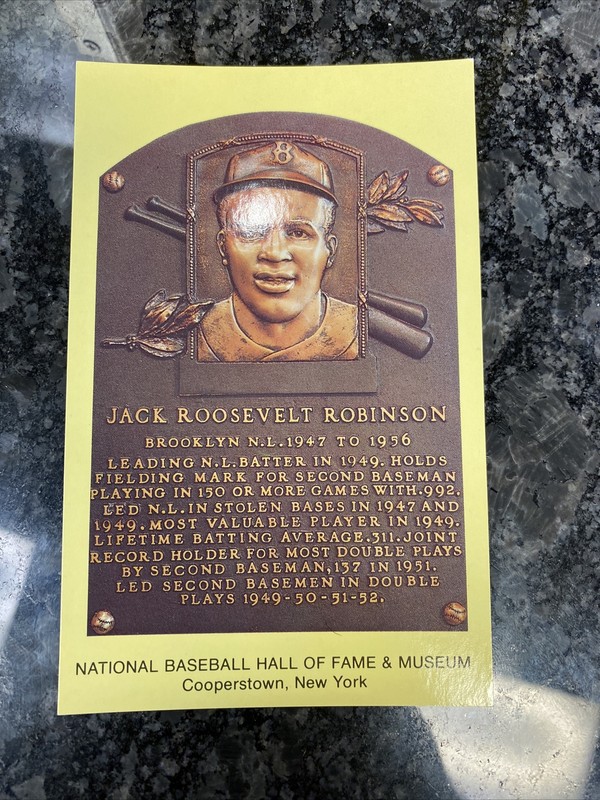 B
JACK ROOSEVELT ROBINSON
BROOKLYN N.L. 1947 TO 1956
LEADING N.L. BATTER IN 1949. HOLDS
FIELDING MARK FOR SECOND BASEMAN
PLAYING IN 150 OR MORE GAMES WITH .992.
LED N.L. IN STOLEN BASES IN 1947 AND
1949. MOST VALUABLE PLAYER IN 1949.
LIFETIME BATTING AVERAGE .311. JOINT
RECORD HOLDER FOR MOST DOUBLE PLAYS
BY SECOND BASEMAN, 137 IN 1951.
LED SECOND BASEMEN IN DOUBLE
PLAYS 1949-50-51-52.
NATIONAL BASEBALL HALL OF FAME & MUSEUM
Cooperstown, New York